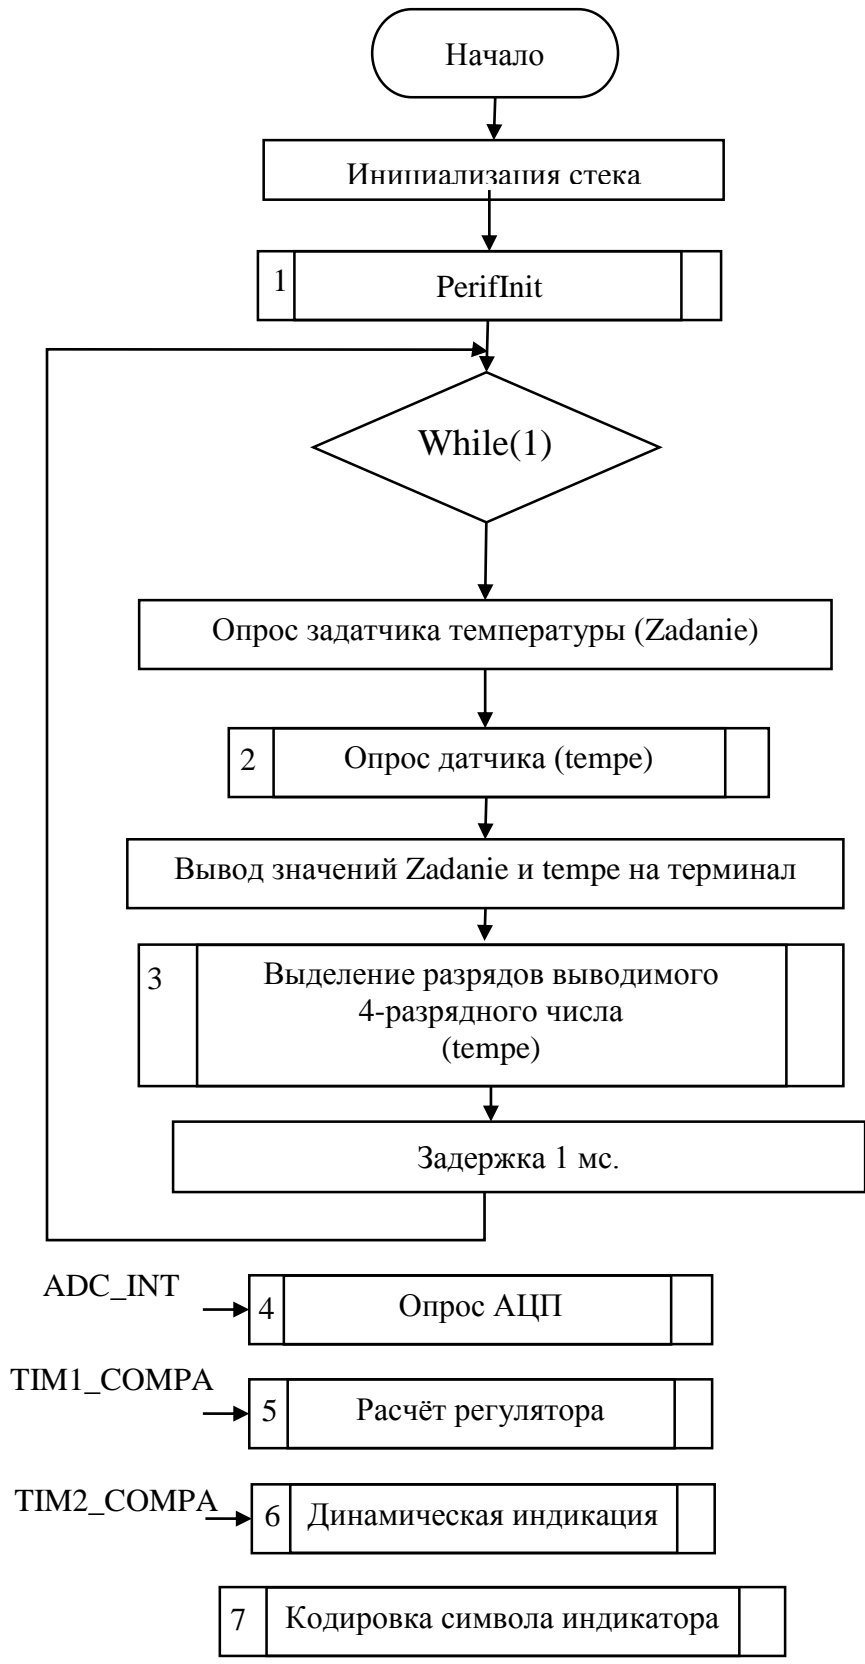 Начало
Инициализация стека
1 PerifInit
While(1)
Опрос задатчика температуры (Zadanie)
2 Опрос датчика (tempe)
Вывод значений Zadanie и tempe на терминал
3 Выделение разрядов выводимого
4-разрядного числа
(tempe)
Задержка 1 мс.
ADC_INT 4 Опрос АЦП
TIM1_COMPA 5 Расчёт регулятора
TIM2_COMPA 6 Динамическая индикация
7 Кодировка символа индикатора